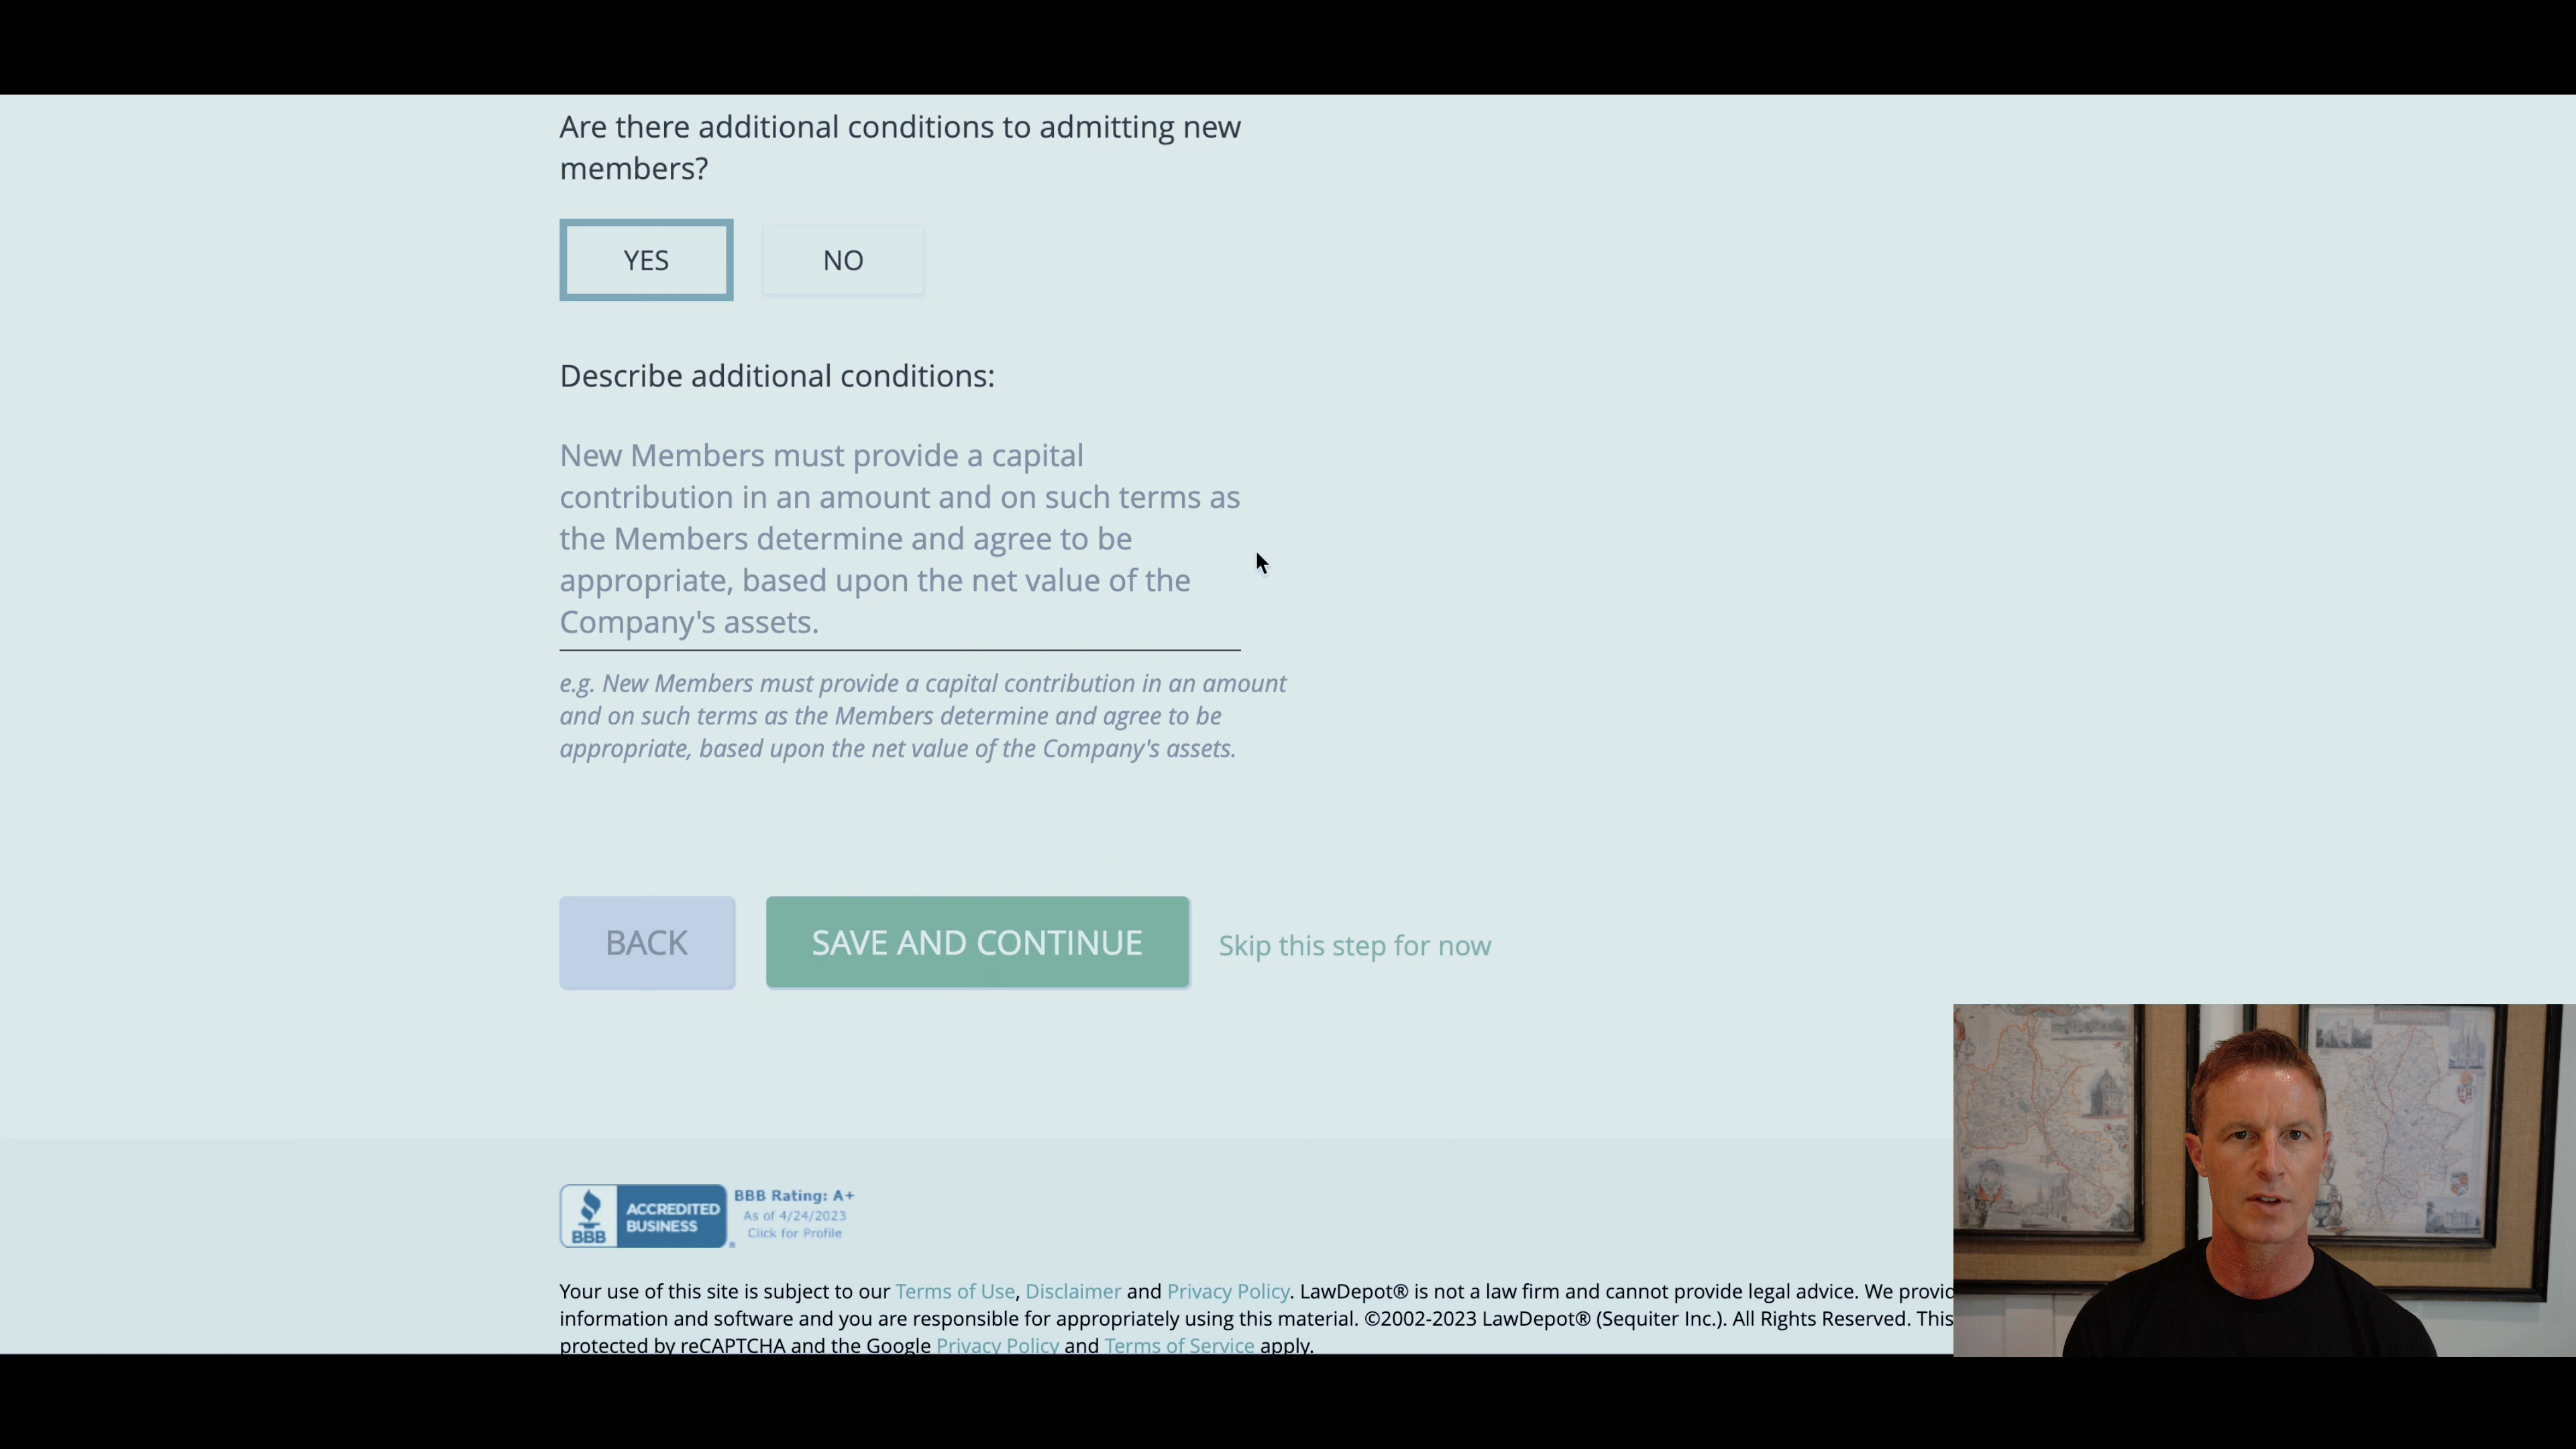 Are there additional conditions to admitting new
members?
YES
NO
Describe additional conditions:
New Members must provide a capital
contribution in an amount and on such terms as
the Members determine and agree to be
appropriate, based upon the net value of the
Company's assets.
e.g. New Members must provide a capital contribution in an amount
and on such terms as the Members determine and agree to be
appropriate, based upon the net value of the Company's assets.
BACK
SAVE AND CONTINUE
Skip this step for now
BBB
ACCREDITED
BUSINESS
BBB Rating: A+
As of 4/24/2023
Click for Profile
Your use of this site is subject to our Terms of Use, Disclaimer and Privacy Policy. LawDepot® is not a law firm and cannot provide legal advice. We provid
information and software and you are responsible for appropriately using this material. ©2002-2023 LawDepot® (Sequiter Inc.). All Rights Reserved. This
protected by reCAPTCHA and the Google Privacy Policy and Terms of Service apply.